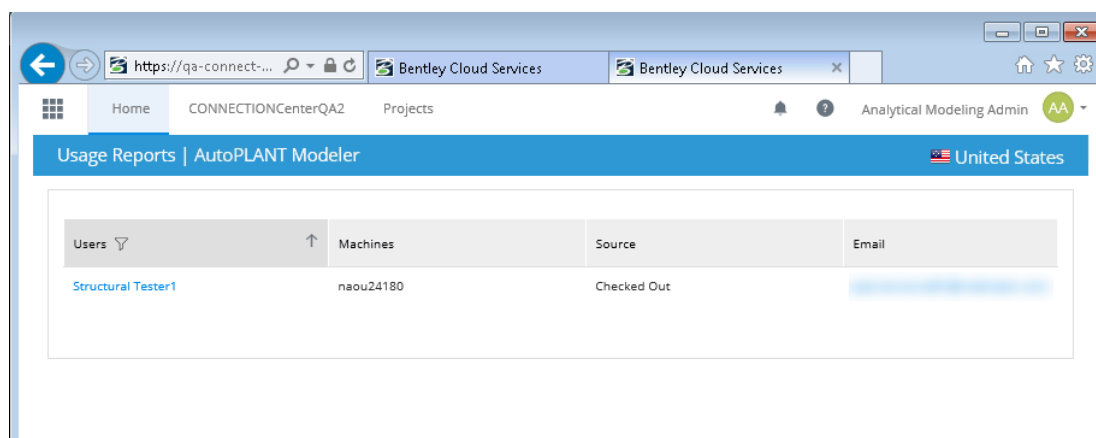 https://qa-connect-... Bentley Cloud Services Bentley Cloud Services
Home CONNECTIONCenterQA2 Projects ? Analytical Modeling Admin AA
Usage Reports | AutoPLANT Modeler United States
Users Machines Source Email
Structural Tester1 naou24180 Checked Out